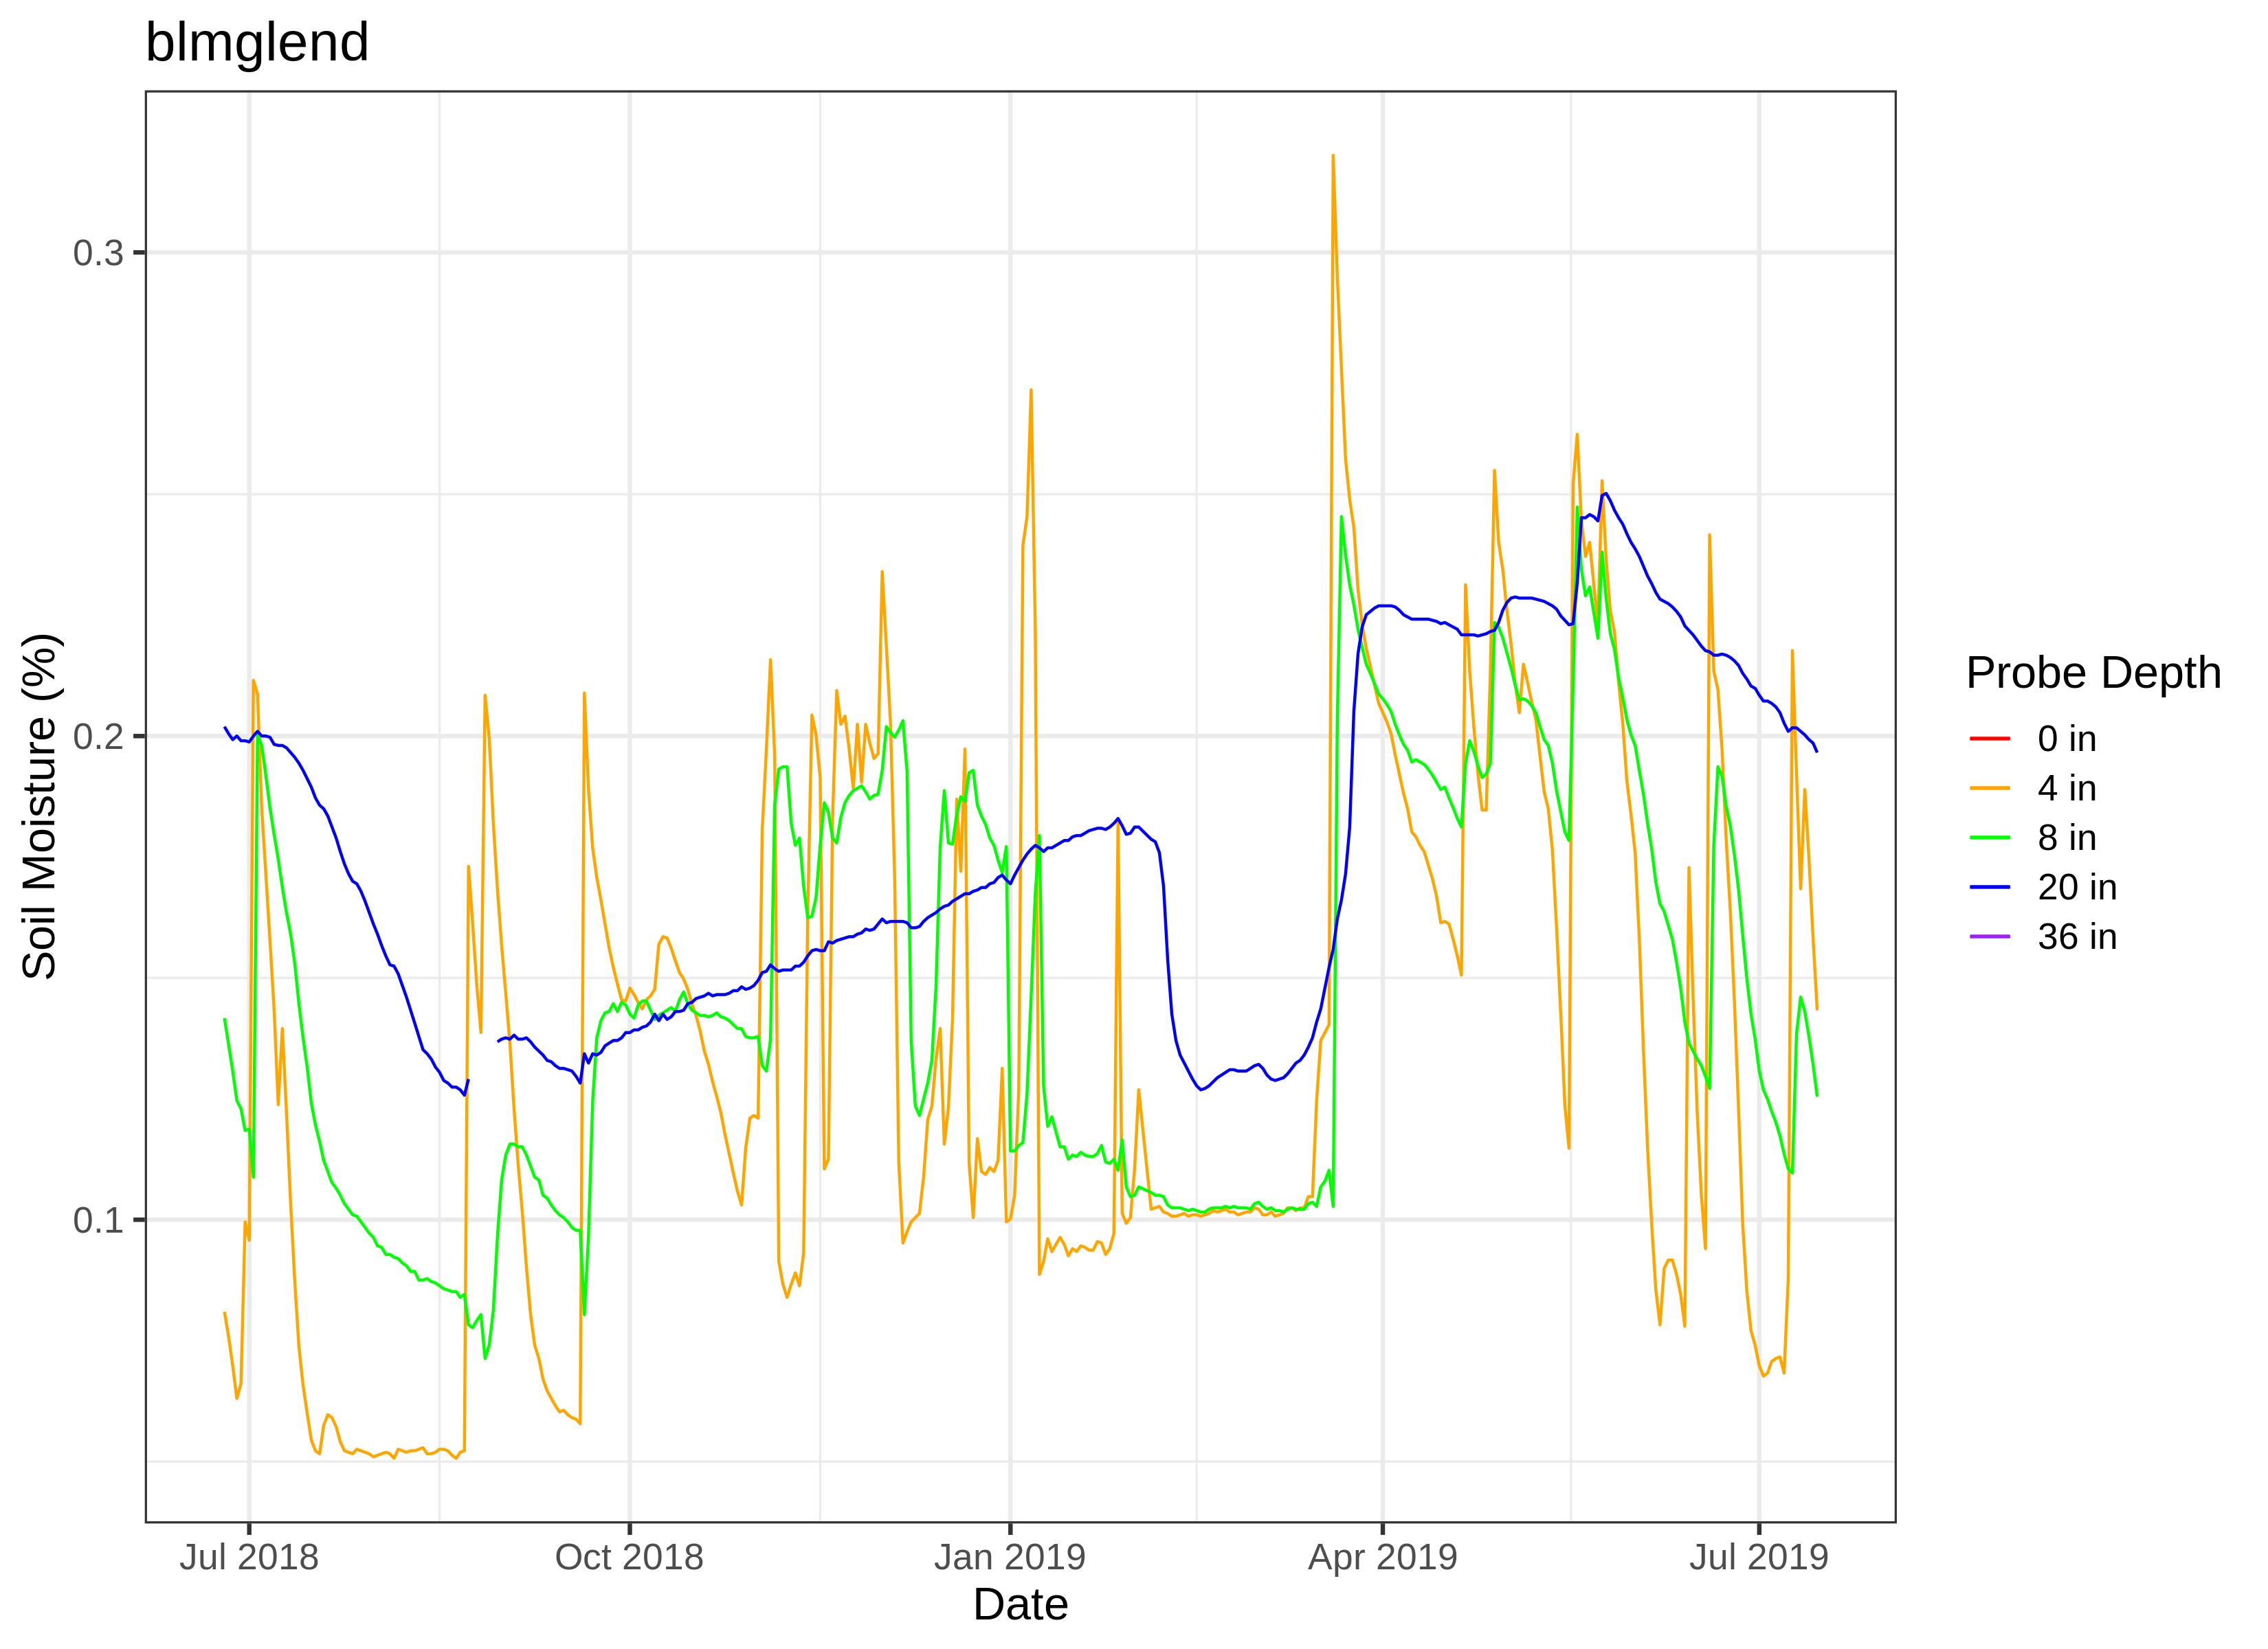 blmglend
Soil Moisture (%)
0.3
0.2
0.1
Jul 2018
Oct 2018
Jan 2019
Apr 2019
Jul 2019
Date
Probe Depth
0 in
4 in
8 in
20 in
36 in